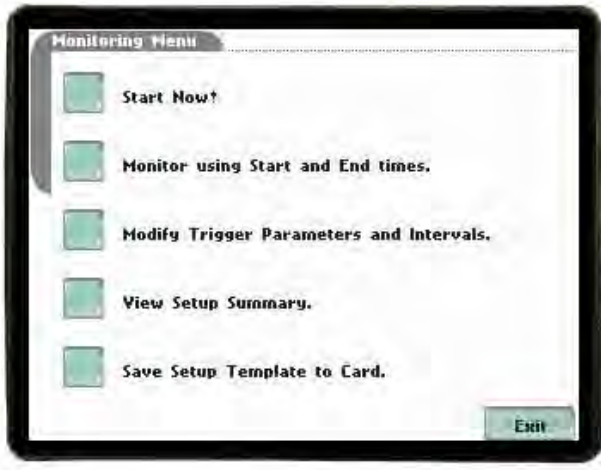 Monitoring Menu
Start Now!
Monitor using Start and End times.
Modify Trigger Parameters and Intervals.
View Setup Summary.
Save Setup Template to Card.
Exit